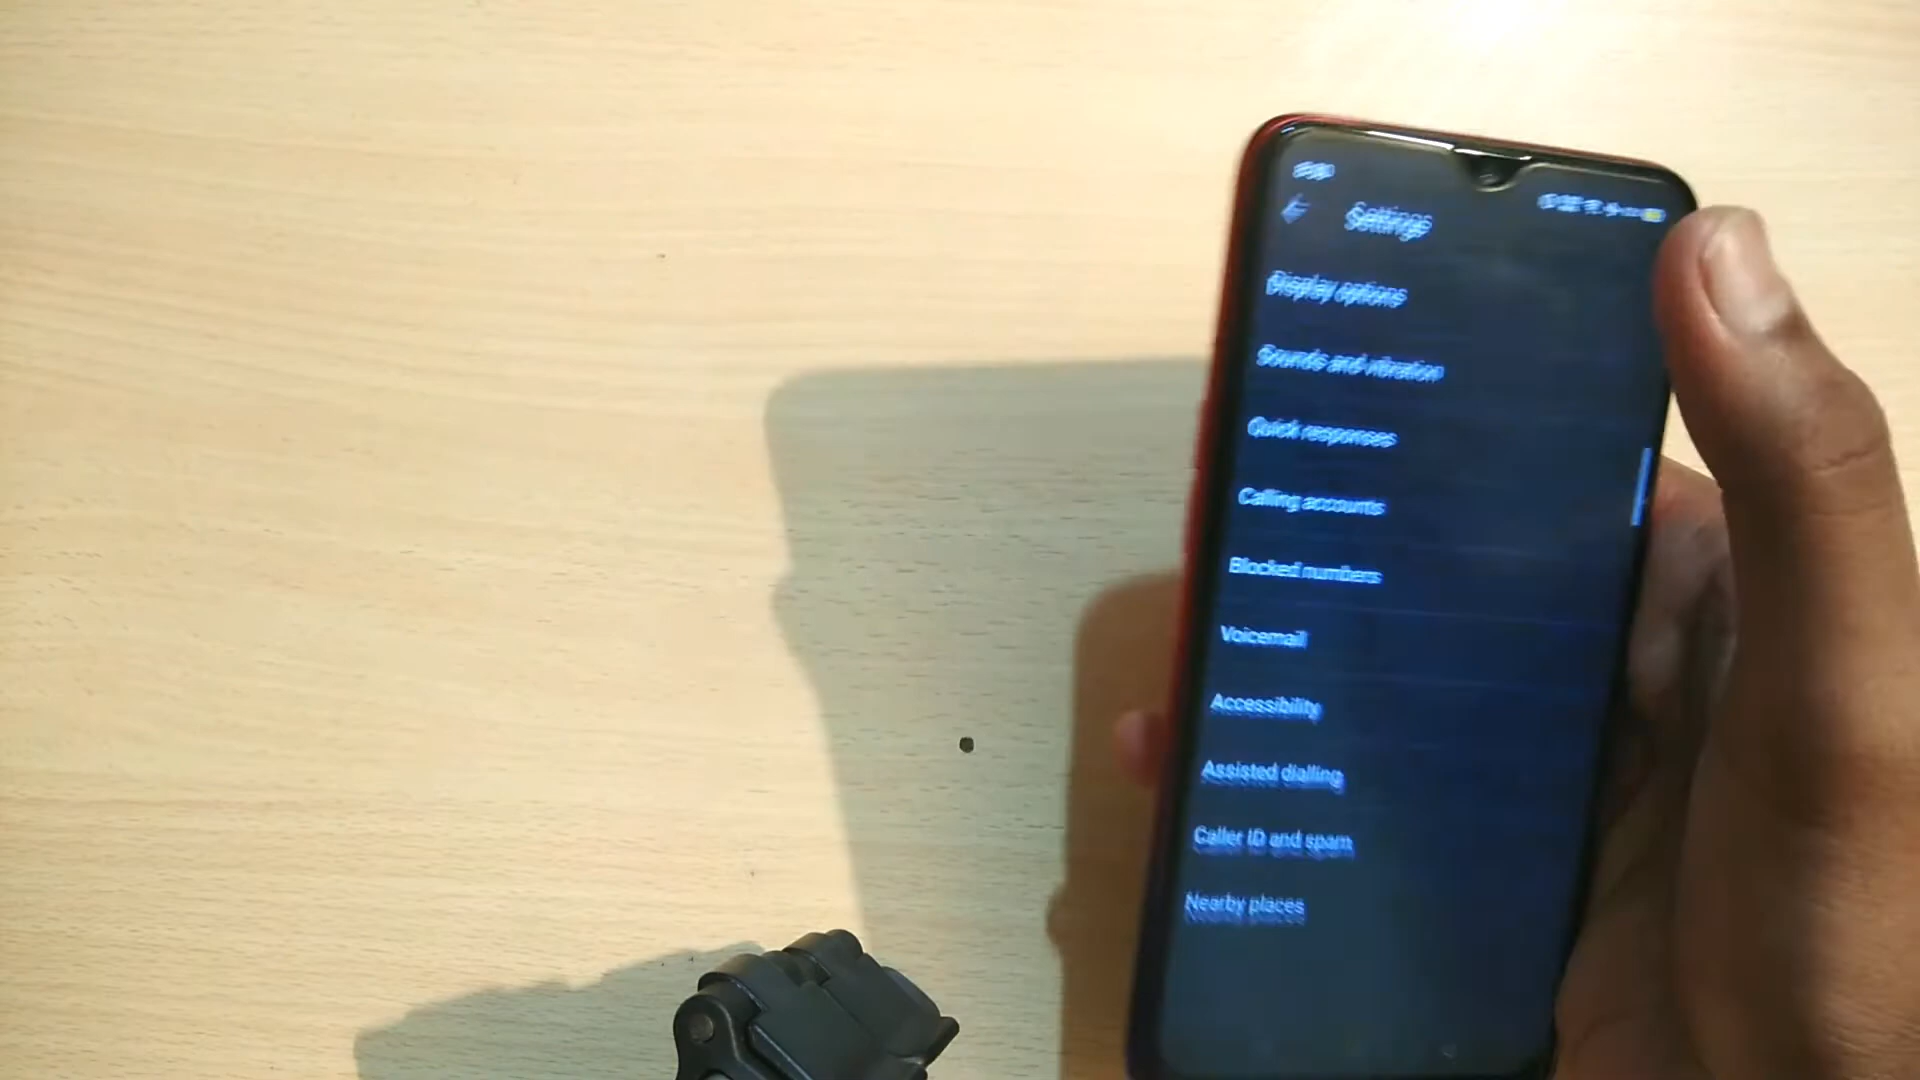 Settings
Display options
Sounds and vibration
Quick responses
Calling accounts
Blocked numbers
Voicemail
Accessibility
Assisted dialling
Caller ID and spam
Nearby places